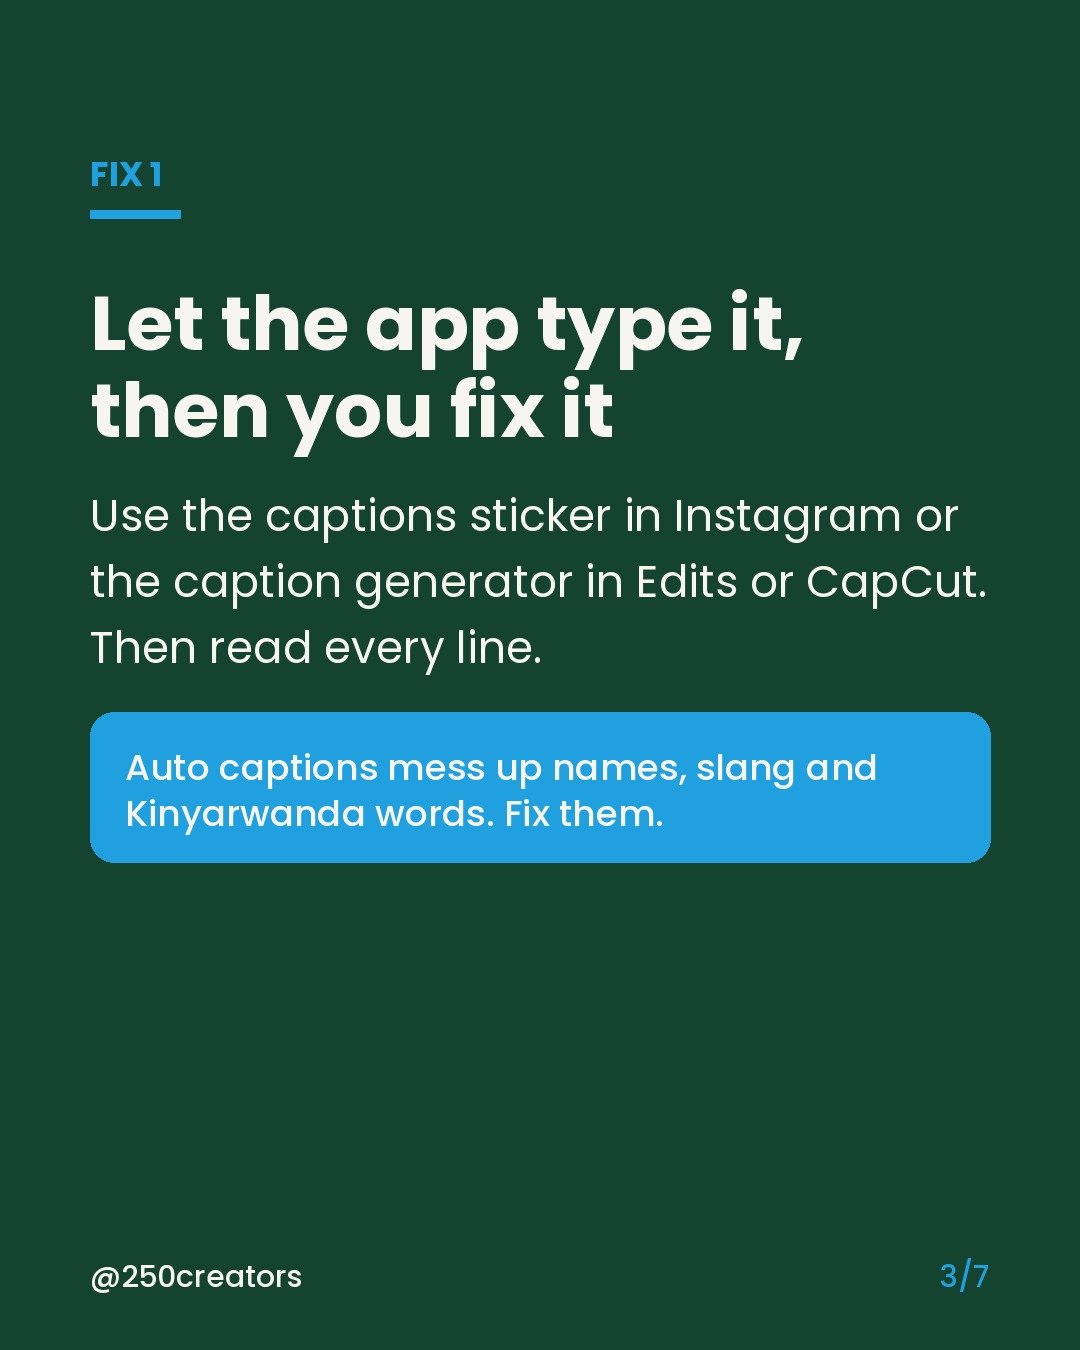 FIX 1
Let the app type it,
then you fix it
Use the captions sticker in Instagram or
the caption generator in Edits or CapCut.
Then read every line.
Auto captions mess up names, slang and
Kinyarwanda words. Fix them.
@250creators
3/7